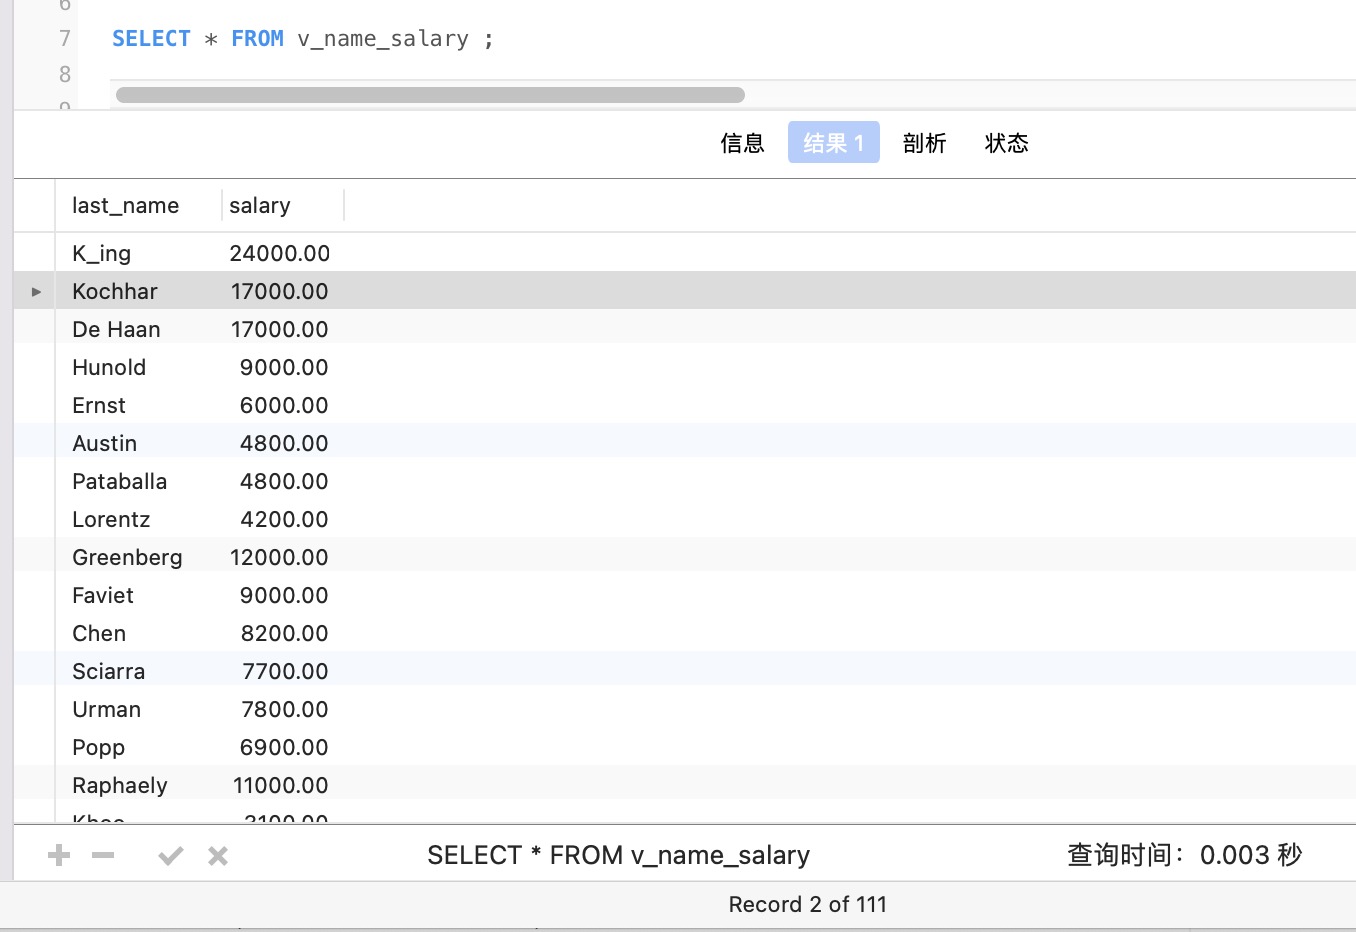 6
7 SELECT * FROM v_name_salary ;
8
信息 结果 1 剖析 状态
last_name salary
K_ing 24000.00
Kochhar 17000.00
De Haan 17000.00
Hunold 9000.00
Ernst 6000.00
Austin 4800.00
Pataballa 4800.00
Lorentz 4200.00
Greenberg 12000.00
Faviet 9000.00
Chen 8200.00
Sciarra 7700.00
Urman 7800.00
Popp 6900.00
Raphaely 11000.00
SELECT * FROM v_name_salary 查询时间：0.003 秒
Record 2 of 111